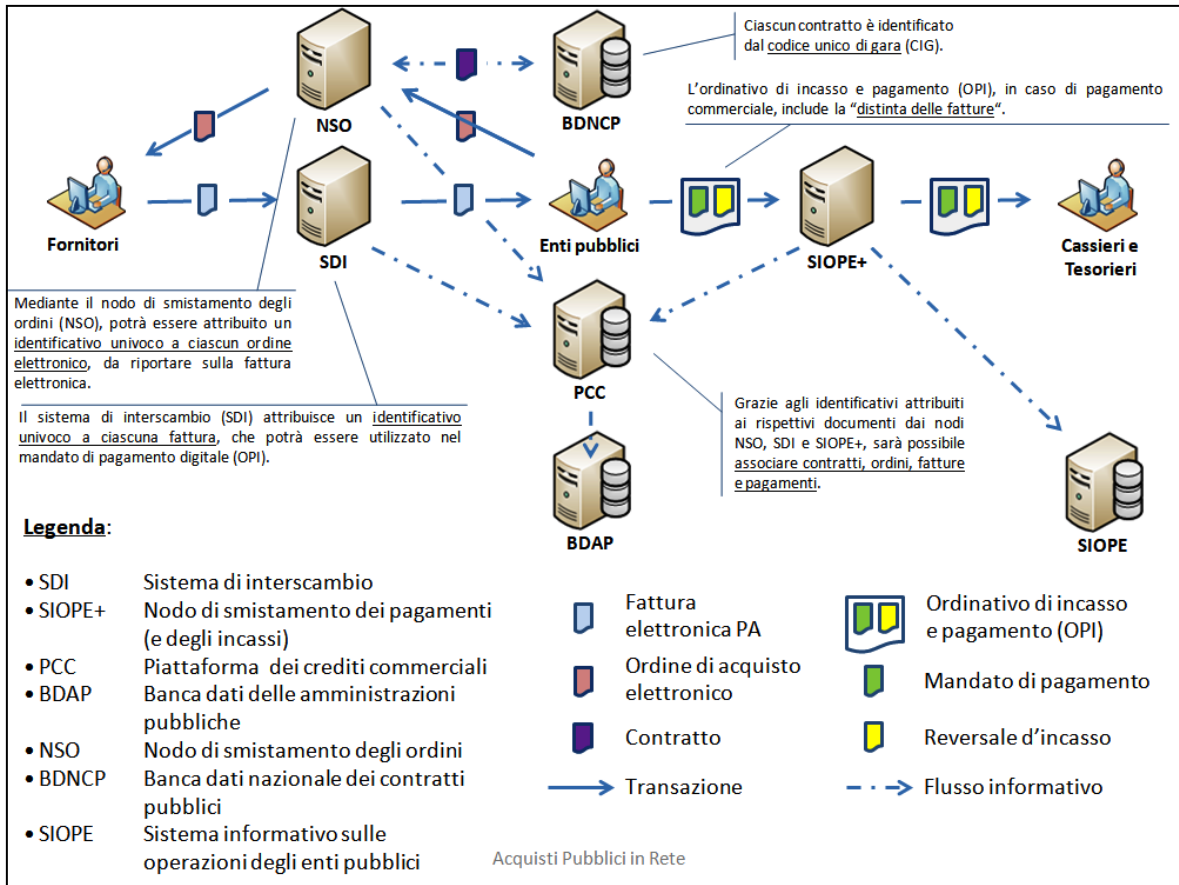 Ciascun contratto è identificato
dal codice unico di gara (CIG).
L'ordinativo di incasso e pagamento (OPI), in caso di pagamento
commerciale, include la "distinta delle fatture".
NSO
BDNCP
Fornitori
SDI
Enti pubblici
SIOPE+
Cassieri e
Tesorieri
Mediante il nodo di smistamento degli
ordini (NSO), potrà essere attribuito un
identificativo univoco a ciascun ordine
elettronico, da riportare sulla fattura
elettronica.
PCC
Il sistema di interscambio (SDI) attribuisce un identificativo
univoco a ciascuna fattura, che potrà essere utilizzato nel
mandato di pagamento digitale (OPI).
Grazie agli identificativi attribuiti
ai rispettivi documenti dai nodi
NSO, SDI e SIOPE+, sarà possibile
associare contratti, ordini, fatture
e pagamenti.
BDAP
SIOPE
Legenda:
• SDI Sistema di interscambio
• SIOPE+ Nodo di smistamento dei pagamenti
(e degli incassi)
• PCC Piattaforma dei crediti commerciali
• BDAP Banca dati delle amministrazioni
pubbliche
• NSO Nodo di smistamento degli ordini
• BDNCP Banca dati nazionale dei contratti
pubblici
• SIOPE Sistema informativo sulle
operazioni degli enti pubblici
Fattura
elettronica PA
Ordine di acquisto
elettronico
Contratto
Transazione
Ordinativo di incasso
e pagamento (OPI)
Mandato di pagamento
Reversale d'incasso
Flusso informativo
Acquisti Pubblici in Rete